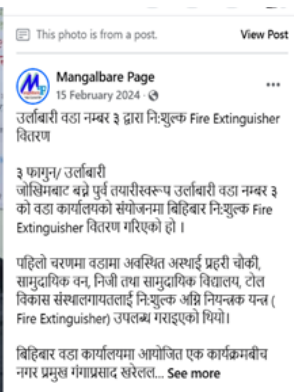 This photo is from a post.
View Post
Mangalbare Page
15 February 2024 ·
उर्लाबारी वडा नम्बर ३ द्वारा नि:शुल्क Fire Extinguisher
वितरण
३ फागुन/ उर्लाबारी
जोखिमबाट बच्ने पुर्व तयारीस्वरूप उर्लाबारी वडा नम्बर ३
को वडा कार्यालयको संयोजनमा बिहिबार नि:शुल्क Fire
Extinguisher वितरण गरिएको हो ।
पहिलो चरणमा वडामा अवस्थित अस्थाई प्रहरी चौकी,
सामुदायिक वन, निजी तथा सामुदायिक विद्यालय, टोल
विकास संस्थालगायतलाई नि:शुल्क अग्नि नियन्त्रक यन्त्र (
Fire Extinguisher) उपलब्ध गराइएको थियो।
बिहिबार वडा कार्यालयमा आयोजित एक कार्यक्रमबीच
नगर प्रमुख गंगाप्रसाद खरेलल... See more